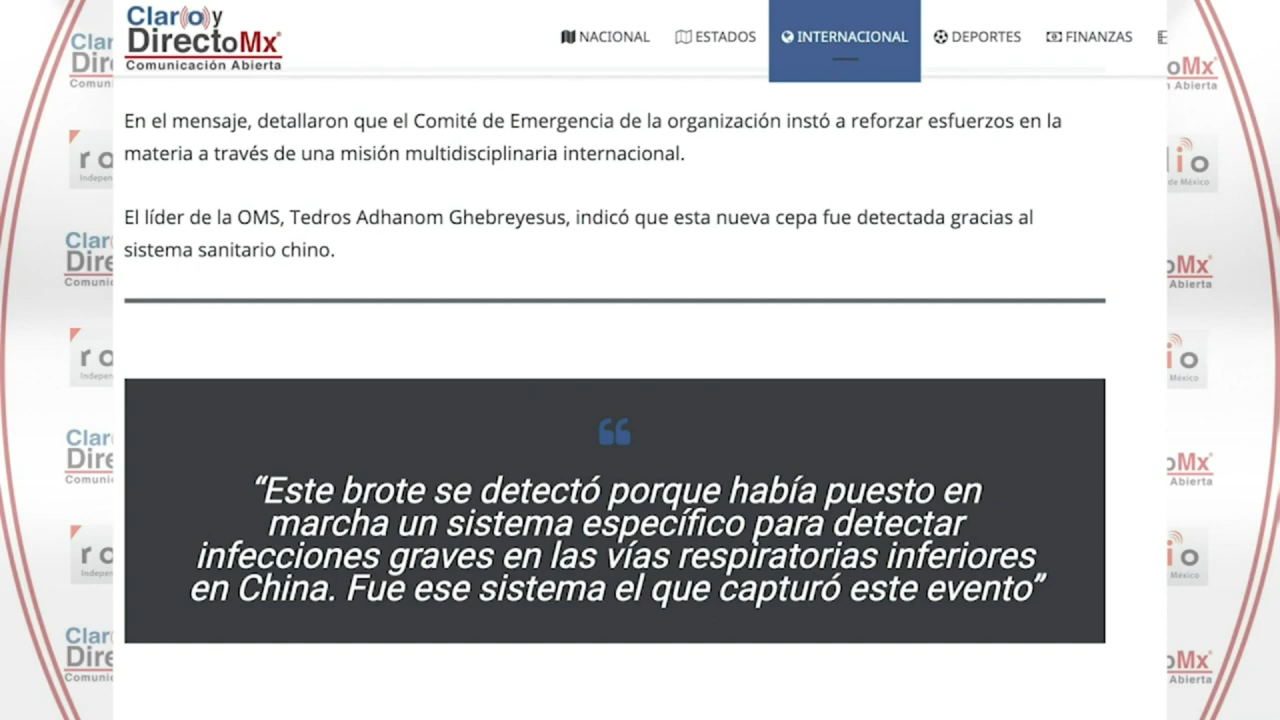 Clar(o)y
DirectoMx
Comunicación Abierta
NACIONAL
ESTADOS
INTERNACIONAL
DEPORTES
FINANZAS
En el mensaje, detallaron que el Comité de Emergencia de la organización instó a reforzar esfuerzos en la
materia a través de una misión multidisciplinaria internacional.
El líder de la OMS, Tedros Adhanom Ghebreyesus, indicó que esta nueva cepa fue detectada gracias al
sistema sanitario chino.
“Este brote se detectó porque había puesto en
marcha un sistema específico para detectar
infecciones graves en las vías respiratorias inferiores
en China. Fue ese sistema el que capturó este evento”